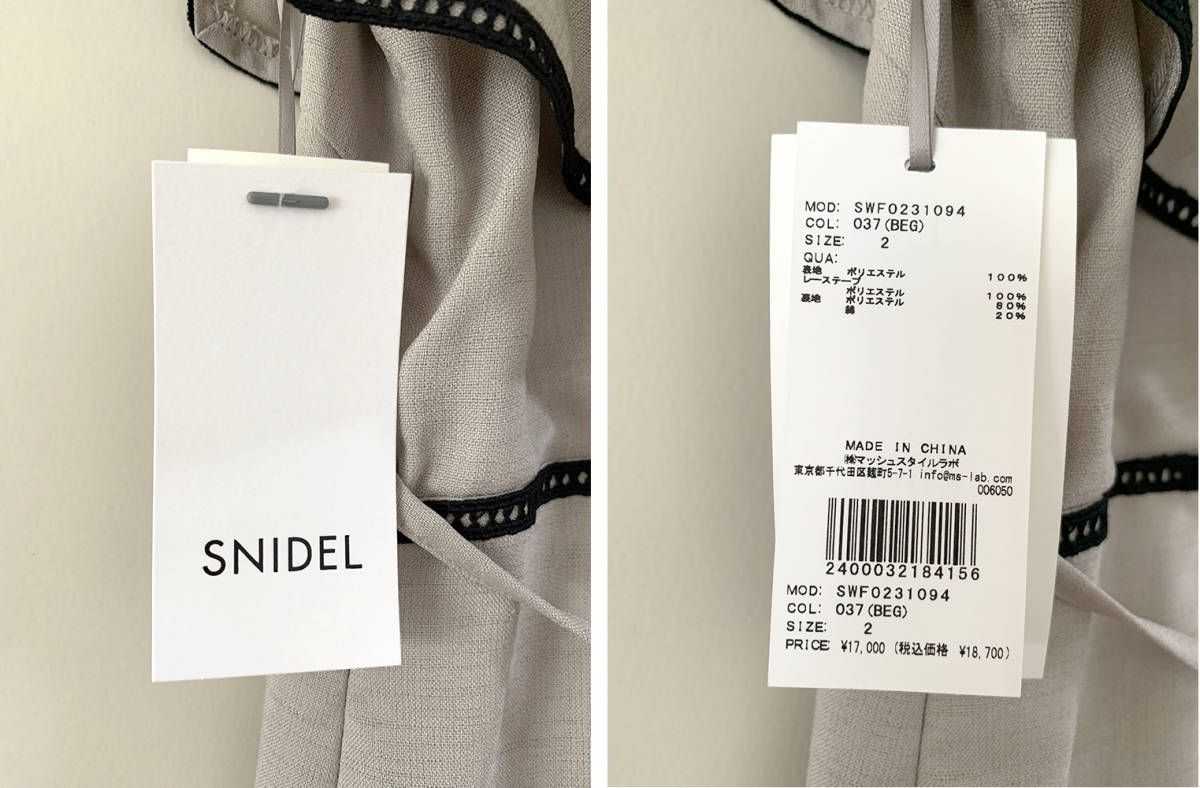 SNIDEL
MOD: SWFO231094
COL: 037(BEG)
SIZE: 2
QUA:
表地 ポリエステル 100%
レーステープ
ポリエステル 100%
裏地 ポリエステル 80%
綿 20%
MADE IN CHINA
㈱マッシュスタイルラボ
東京都千代田区麹町5-7-1 info@ms-lab.com
006050
2400032184156
MOD: SWFO231094
COL: 037(BEG)
SIZE: 2
PRICE: ¥17,000 (税込価格 ¥18,700)